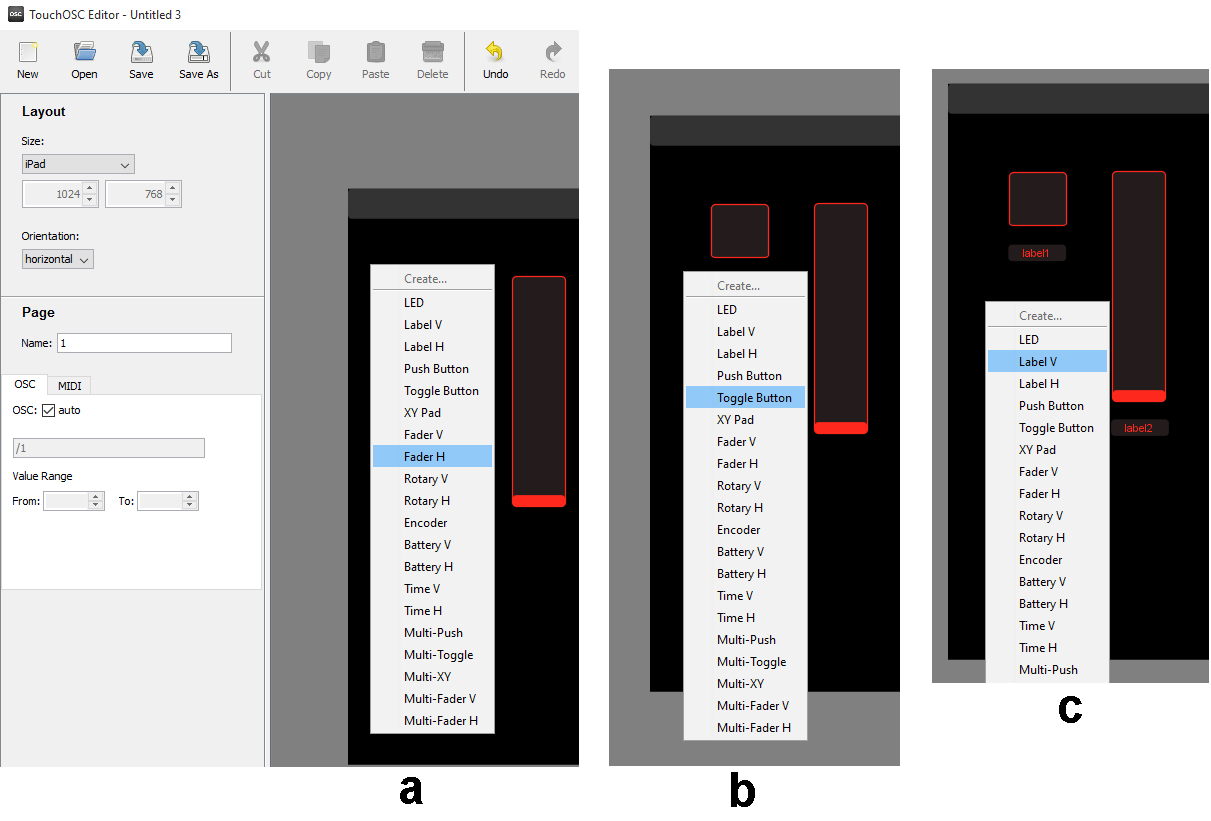 OSC TouchOSC Editor - Untitled 3
New Open Save Save As Cut Copy Paste Delete Undo Redo
Layout
Size:
iPad
1024 768
Orientation:
horizontal
Page
Name: 1
OSC MIDI
OSC: auto
/1
Value Range
From: To:
Create...
LED
Label V
Label H
Push Button
Toggle Button
XY Pad
Fader V
Fader H
Rotary V
Rotary H
Encoder
Battery V
Battery H
Time V
Time H
Multi-Push
Multi-Toggle
Multi-XY
Multi-Fader V
Multi-Fader H
a
Create...
LED
Label V
Label H
Push Button
Toggle Button
XY Pad
Fader V
Fader H
Rotary V
Rotary H
Encoder
Battery V
Battery H
Time V
Time H
Multi-Push
Multi-Toggle
Multi-XY
Multi-Fader V
Multi-Fader H
b
label1
Create...
LED
Label V
Label H
Push Button
Toggle Button
label2
XY Pad
Fader V
Fader H
Rotary V
Rotary H
Encoder
Battery V
Battery H
Time V
Time H
Multi-Push
c